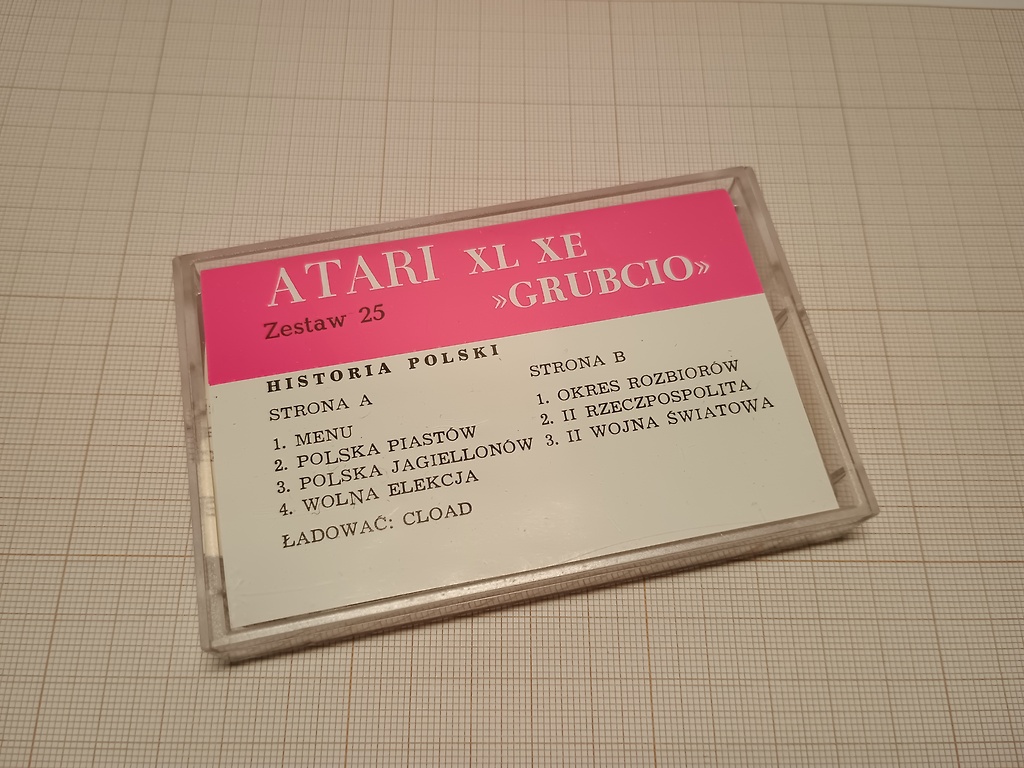 ATARI XL XE
Zestaw 25
»GRUBCIO»
HISTORIA POLSKI
STRONA A
1. MENU
2. POLSKA PIASTÓW
3. POLSKA JAGIELLONÓW
4. WOLNA ELEKCJA
ŁADOWAĆ: CLOAD
STRONA B
1. OKRES ROZBIORÓW
2. II RZECZPOSPOLITA
3. II WOJNA ŚWIATOWA